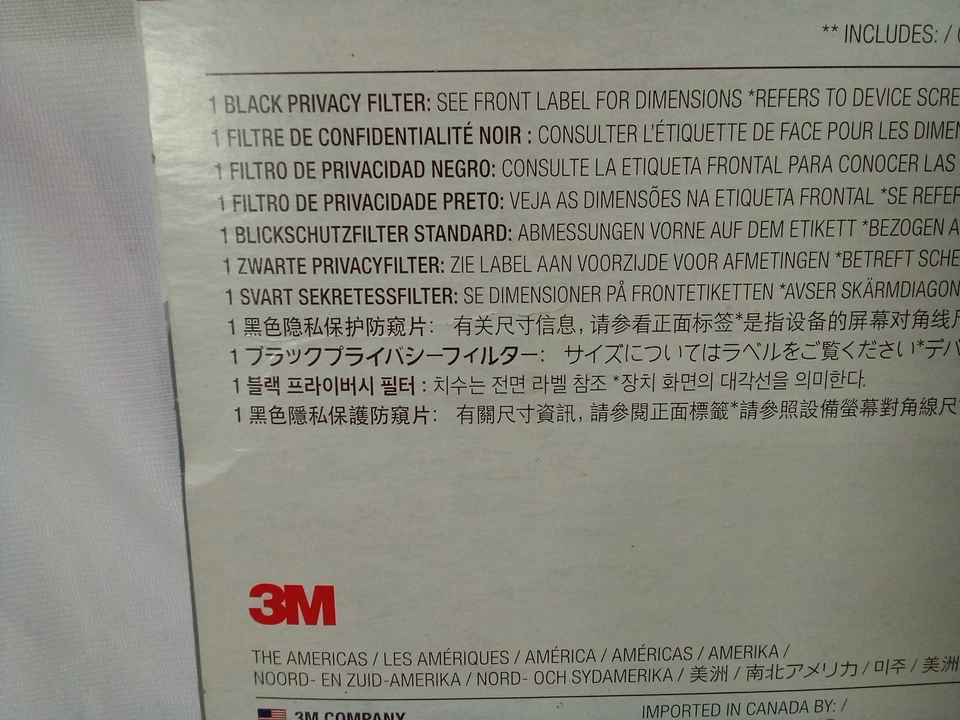 ** INCLUDES: /
1 BLACK PRIVACY FILTER: SEE FRONT LABEL FOR DIMENSIONS *REFERS TO DEVICE SCRE
1 FILTRE DE CONFIDENTIALITÉ NOIR : CONSULTER L'ÉTIQUETTE DE FACE POUR LES DIMEN
1 FILTRO DE PRIVACIDAD NEGRO: CONSULTE LA ETIQUETA FRONTAL PARA CONOCER LAS
1 FILTRO DE PRIVACIDADE PRETO: VEJA AS DIMENSÕES NA ETIQUETA FRONTAL *SE REFER
1 BLICKSCHUTZFILTER STANDARD: ABMESSUNGEN VORNE AUF DEM ETIKETT *BEZOGEN A
1 ZWARTE PRIVACYFILTER: ZIE LABEL AAN VOORZIJDE VOOR AFMETINGEN *BETREFT SCHE
1 SVART SEKRETESSFILTER: SE DIMENSIONER PÅ FRONTETIKETTEN *AVSER SKÄRMDIAGON
1 黑色隐私保护防窥片： 有关尺寸信息，请参看正面标签*是指设备的屏幕对角线尺
1 ブラックプライバシーフィルター： サイズについてはラベルをご覧ください*デバ
1 블랙 프라이버시 필터 : 치수는 전면 라벨 참조 *장치 화면의 대각선을 의미한다.
1 黑色隱私保護防窺片： 有關尺寸資訊，請參閱正面標籤*請參照設備螢幕對角線尺
3M
THE AMERICAS / LES AMÉRIQUES / AMÉRICA / AMÉRICAS / AMERIKA /
NOORD- EN ZUID-AMERIKA / NORD- OCH SYDAMERIKA / 美洲 / 南北アメリカ / 미주 / 美洲
3M COMPANY
IMPORTED IN CANADA BY: /